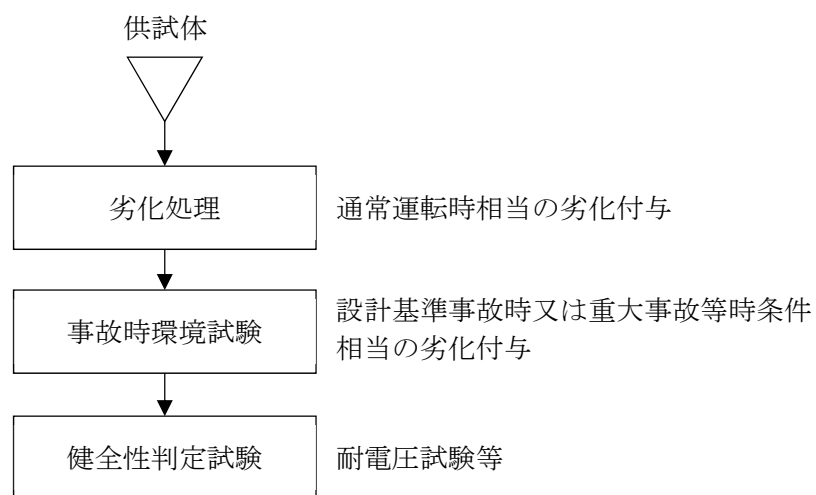 供試体
劣化処理
通常運転時相当の劣化付与
事故時環境試験
設計基準事故時又は重大事故等時条件
相当の劣化付与
健全性判定試験
耐電圧試験等